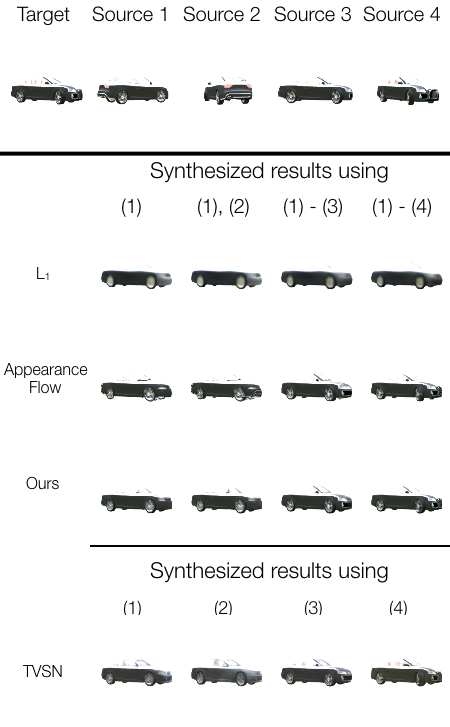 Target Source 1 Source 2 Source 3 Source 4
Synthesized results using
(1) (1), (2) (1) - (3) (1) - (4)
L₁
Appearance
Flow
Ours
Synthesized results using
(1) (2) (3) (4)
TVSN